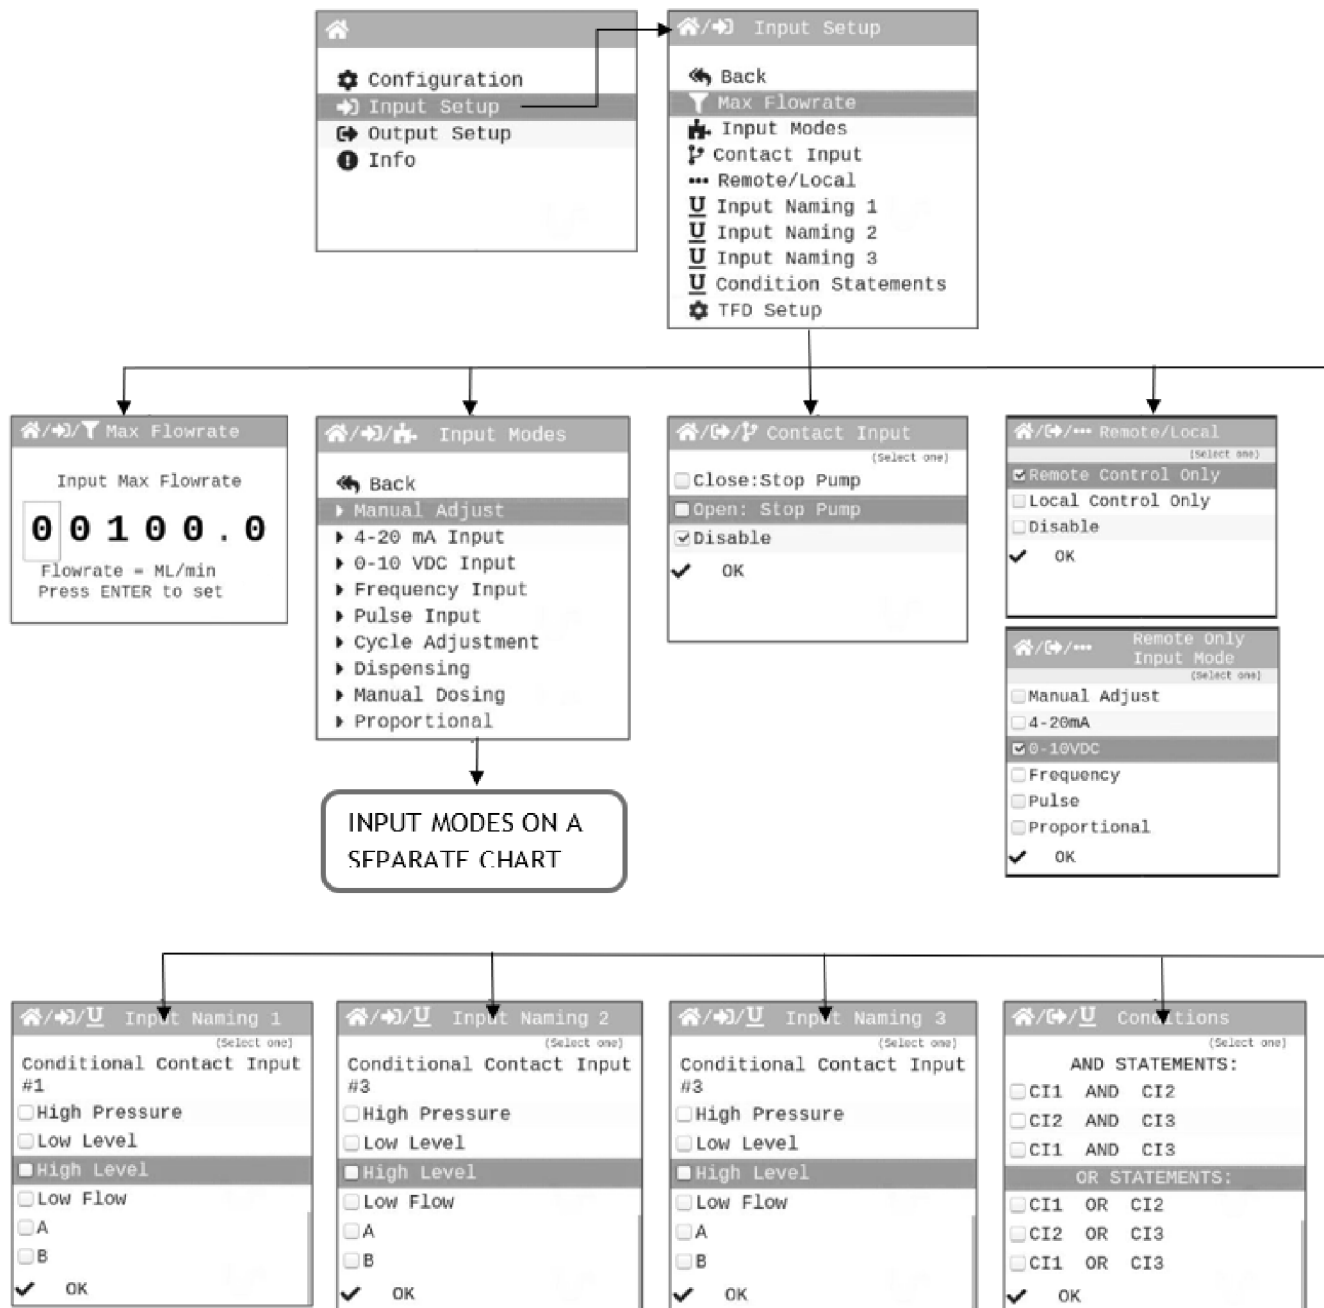 Configuration
Input Setup
Output Setup
Info
/ Input Setup
Back
Max Flowrate
Input Modes
Contact Input
Remote/Local
U Input Naming 1
U Input Naming 2
U Input Naming 3
U Condition Statements
TFD Setup
/ / Max Flowrate
Input Max Flowrate
00100.0
Flowrate = ML/min
Press ENTER to set
/ / Input Modes
Back
Manual Adjust
4-20 mA Input
0-10 VDC Input
Frequency Input
Pulse Input
Cycle Adjustment
Dispensing
Manual Dosing
Proportional
INPUT MODES ON A
SEPARATE CHART
/ / Contact Input
(Select one)
Close:Stop Pump
Open: Stop Pump
Disable
OK
/ / Remote/Local
(Select one)
Remote Control Only
Local Control Only
Disable
OK
/ / Remote Only
Input Mode
(Select one)
Manual Adjust
4-20mA
0-10VDC
Frequency
Pulse
Proportional
OK
/ /U Input Naming 1
(Select one)
Conditional Contact Input
#1
High Pressure
Low Level
High Level
Low Flow
A
B
OK
/ /U Input Naming 2
(Select one)
Conditional Contact Input
#3
High Pressure
Low Level
High Level
Low Flow
A
B
OK
/ /U Input Naming 3
(Select one)
Conditional Contact Input
#3
High Pressure
Low Level
High Level
Low Flow
A
B
OK
/ /U Conditions
(Select one)
AND STATEMENTS:
CI1 AND CI2
CI2 AND CI3
CI1 AND CI3
OR STATEMENTS:
CI1 OR CI2
CI2 OR CI3
CI1 OR CI3
OK